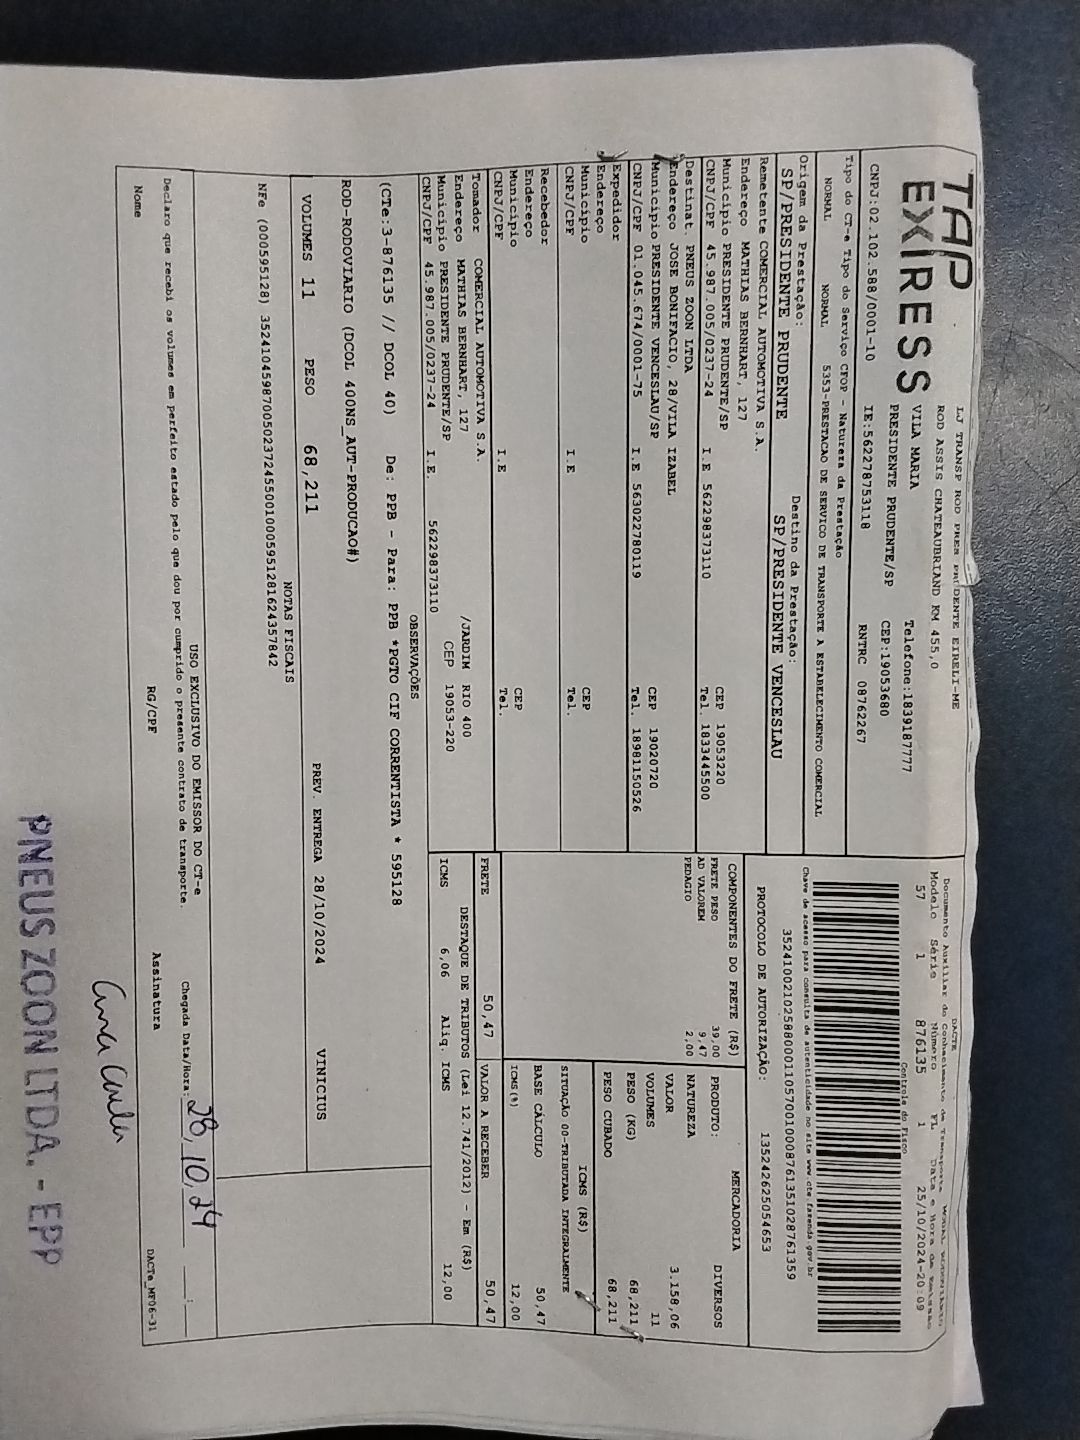 TAP
EXPRESS
LJ TRANSP ROD PRES PRUDENTE EIRELI-ME
ROD ASSIS CHATEAUBRIAND KM 455,0
VILA MARIA Telefone:1839187777
PRESIDENTE PRUDENTE/SP CEP:19053680
CNPJ:02.102.588/0001-10 IE:562278753118 RNTRC 08762267
Tipo do CT-e Tipo do Serviço CFOP - Natureza da Prestação
NORMAL NORMAL 5353-PRESTACAO DE SERVICO DE TRANSPORTE A ESTABELECIMENTO COMERCIAL
Origem da Prestação: Destino da Prestação:
SP/PRESIDENTE PRUDENTE SP/PRESIDENTE VENCESLAU
Remetente COMERCIAL AUTOMOTIVA S.A.
Endereço MATHIAS BERNHART, 127 CEP 19053220
Município PRESIDENTE PRUDENTE/SP Tel. 1833445500
CNPJ/CPF 45.987.005/0237-24 I.E 562298373110
Destinat. PNEUS ZOON LTDA
Endereço JOSE BONIFACIO, 28/VILA IZABEL
Município PRESIDENTE VENCESLAU/SP CEP 19020720
CNPJ/CPF 01.045.674/0001-75 I.E 563022780119 Tel. 18981150526
Expedidor
Endereço
Município CEP
CNPJ/CPF I.E Tel.
Recebedor
Endereço
Município CEP
CNPJ/CPF I.E Tel.
Tomador COMERCIAL AUTOMOTIVA S.A.
Endereço MATHIAS BERNHART, 127 /JARDIM RIO 400
Município PRESIDENTE PRUDENTE/SP CEP 19053-220
CNPJ/CPF 45.987.005/0237-24 I.E. 562298373110
DACTE
Documento Auxiliar do Conhecimento de Transporte
Modelo Série Número FL Data e Hora de Emissão
57 1 876135 1 25/10/2024-20:09
Controle do Fisco
35241002102588000110570010008761351028761359
Chave de acesso para consulta de autenticidade no site www.cte.fazenda.gov.br
PROTOCOLO DE AUTORIZAÇÃO: 135242625054653
COMPONENTES DO FRETE (R$)
FRETE PESO 39,00
AD VALOREM 9,47
PEDAGIO 2,00
MERCADORIA
PRODUTO: DIVERSOS
NATUREZA
VALOR 3.158,06
VOLUMES 11
PESO (KG) 68,211
PESO CUBADO 68,211
ICMS (R$)
SITUAÇÃO 00-TRIBUTADA INTEGRALMENTE
BASE CÁLCULO 50,47
ICMS(%) 12,00
FRETE 50,47 VALOR A RECEBER 50,47
DESTAQUE DE TRIBUTOS (Lei 12.741/2012) - Em (R$)
ICMS 6,06 Aliq. ICMS 12,00
OBSERVAÇÕES
(CTe:3-876135 // DCOL 40) De: PPB - Para: PPB *PGTO CIF CORRENTISTA * 595128
ROD-RODOVIARIO (DCOL 400NS_AUT-PRODUCAO#)
VOLUMES 11 PESO 68,211 PREV. ENTREGA 28/10/2024 VINICIUS
NOTAS FISCAIS
NFe (000595128) 35241045987005023724550010005951281624357842
USO EXCLUSIVO DO EMISSOR DO CT-e
Declaro que recebi os volumes em perfeito estado pelo que dou por cumprido o presente contrato de transporte.
Chegada Data/Hora: 28,10,24 :
Nome RG/CPF Assinatura
DACTe_MF06-31
PNEUS ZOON LTDA. - EPP